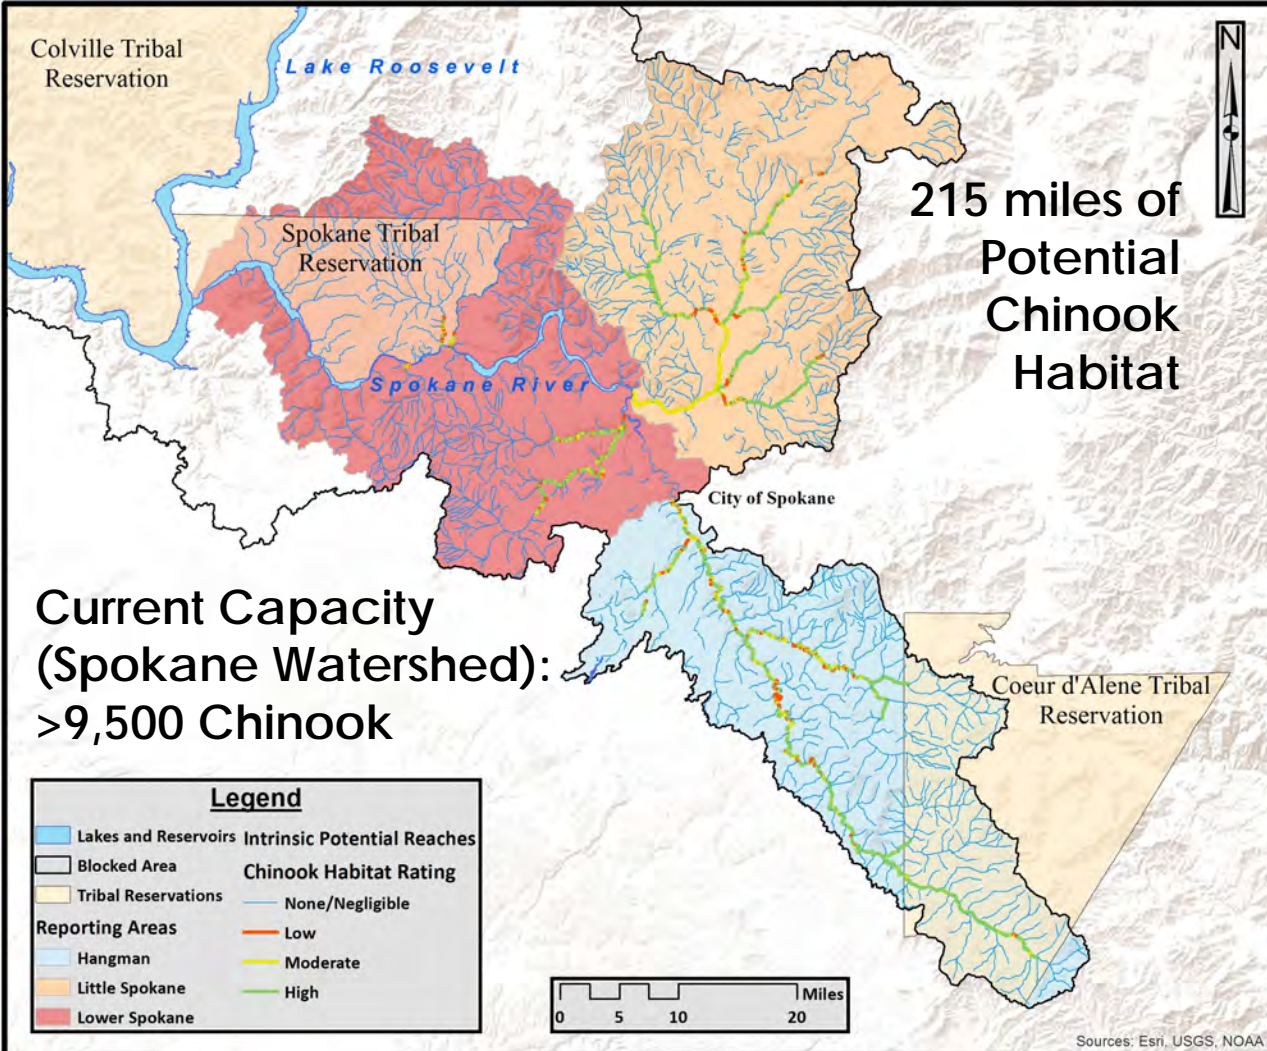 Colville Tribal
Reservation
Lake Roosevelt
N
215 miles of
Potential
Chinook
Habitat
Spokane Tribal
Reservation
Spokane River
City of Spokane
Current Capacity
(Spokane Watershed):
>9,500 Chinook
Coeur d'Alene Tribal
Reservation
Legend
Lakes and Reservoirs
Blocked Area
Tribal Reservations
Reporting Areas
Hangman
Little Spokane
Lower Spokane
Intrinsic Potential Reaches
Chinook Habitat Rating
None/Negligible
Low
Moderate
High
Miles
0 5 10 20
Sources: Esri, USGS, NOAA